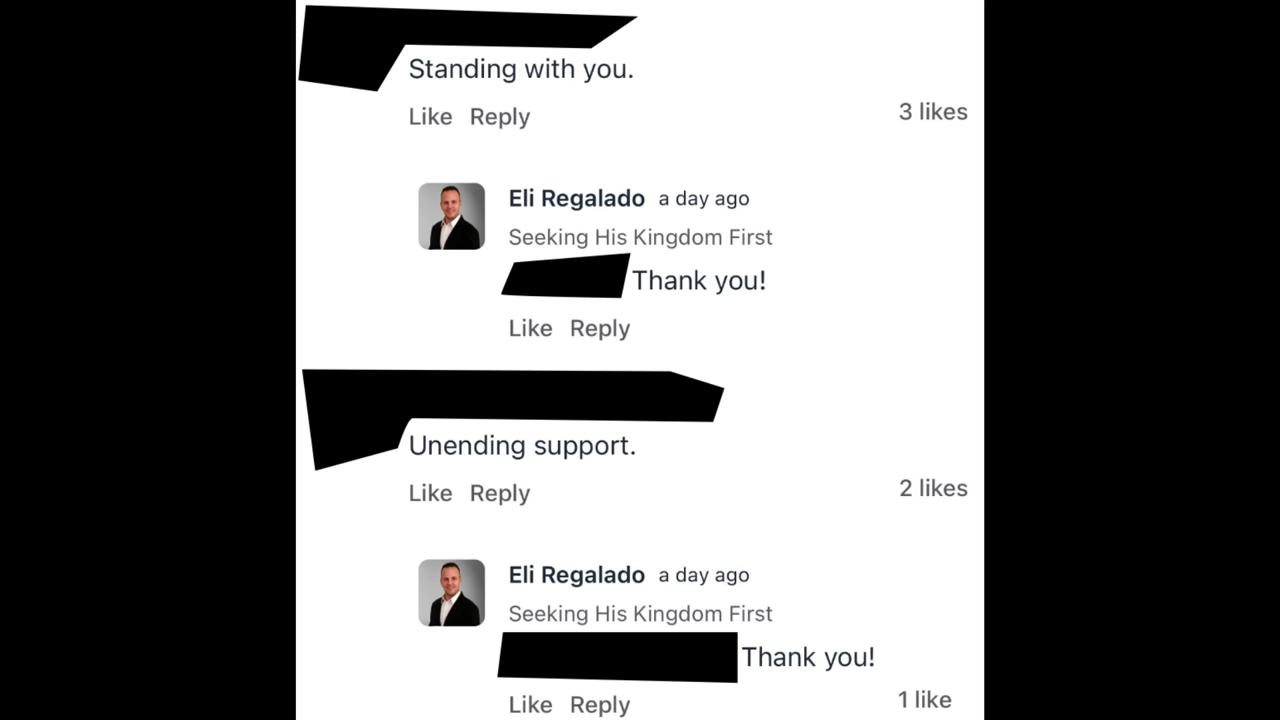 Standing with you.
Like Reply 3 likes
Eli Regalado a day ago
Seeking His Kingdom First
Thank you!
Like Reply
Unending support.
Like Reply 2 likes
Eli Regalado a day ago
Seeking His Kingdom First
Thank you!
Like Reply 1 like